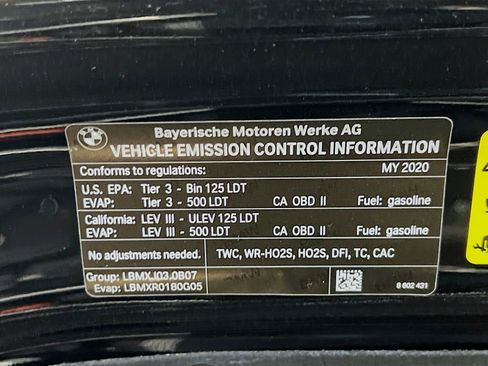 BMW
Bayerische Motoren Werke AG
VEHICLE EMISSION CONTROL INFORMATION
Conforms to regulations: MY 2020
U.S. EPA: Tier 3 - Bin 125 LDT
EVAP: Tier 3 - 500 LDT CA OBD II Fuel: gasoline
California: LEV III - ULEV 125 LDT
EVAP: LEV III - 500 LDT CA OBD II Fuel: gasoline
No adjustments needed. TWC, WR-HO2S, HO2S, DFI, TC, CAC
Group: LBMXJ03.0B07
Evap: LBMXR0180G05
8 602 431